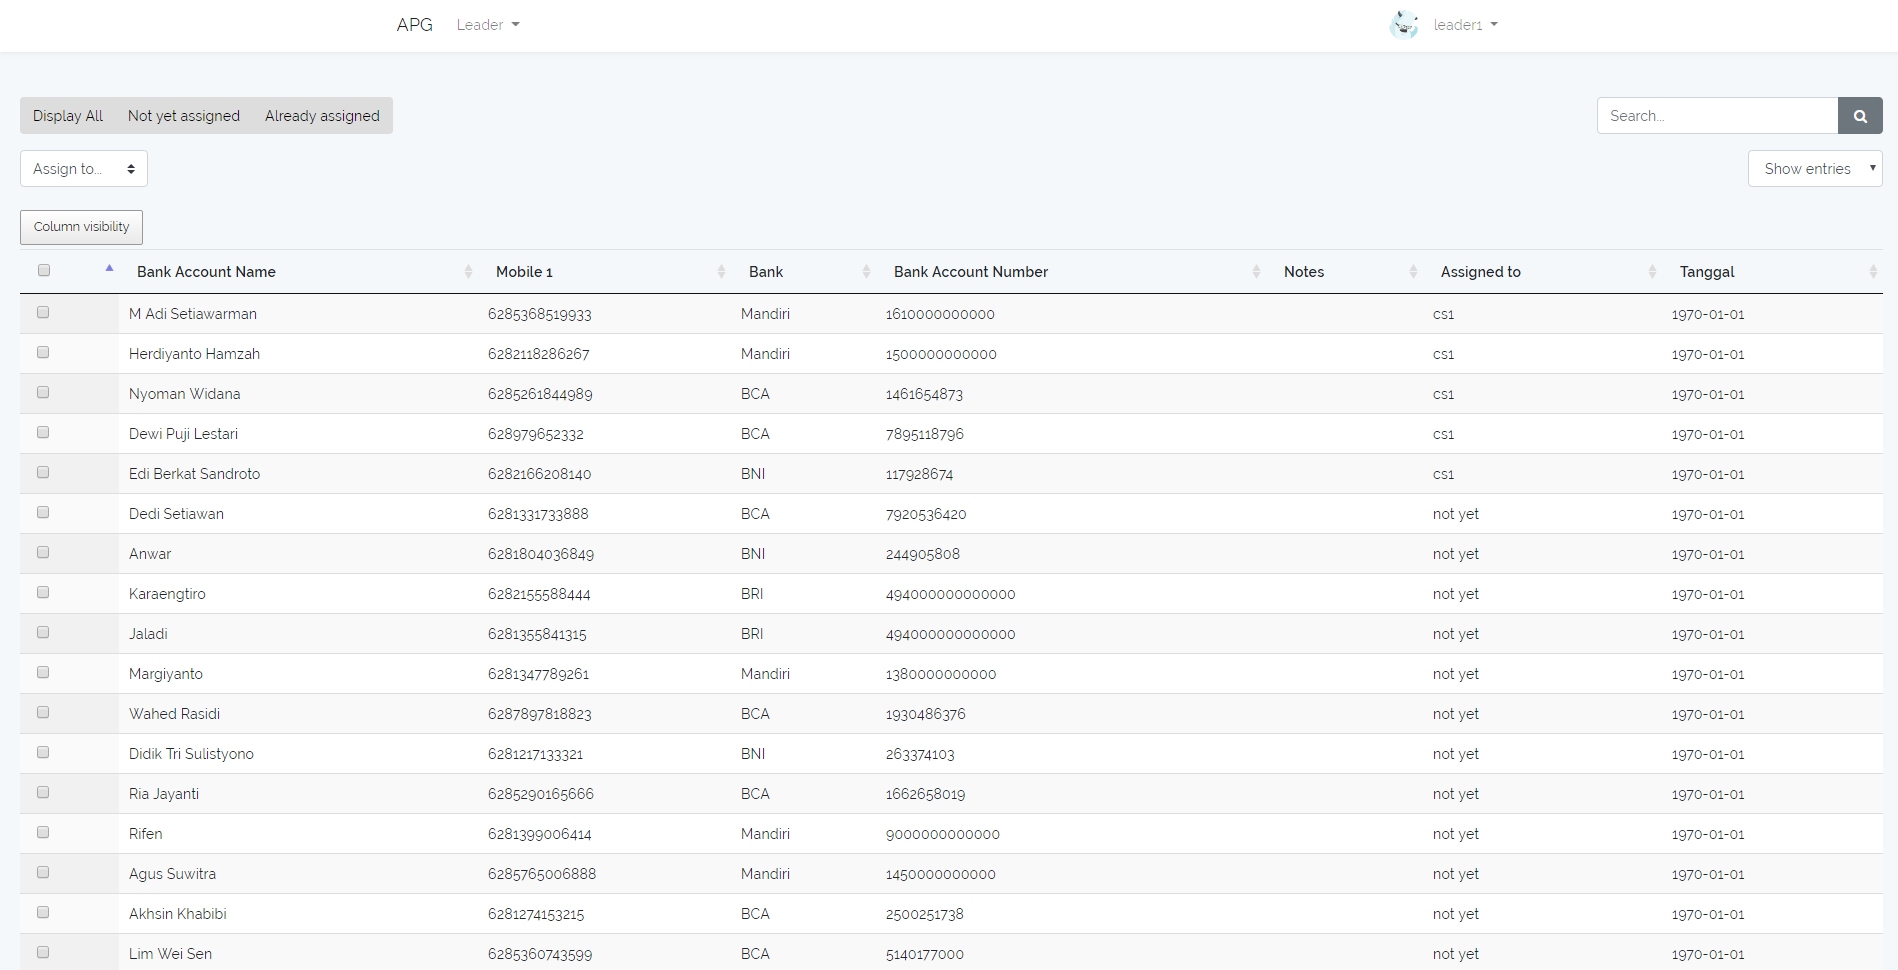 APG Leader leader1
Display All Not yet assigned Already assigned Search...
Assign to... Show entries
Column visibility
Bank Account Name Mobile 1 Bank Bank Account Number Notes Assigned to Tanggal
M Adi Setiawarman 6285368519933 Mandiri 1610000000000 cs1 1970-01-01
Herdiyanto Hamzah 6282118286267 Mandiri 1500000000000 cs1 1970-01-01
Nyoman Widana 6285261844989 BCA 1461654873 cs1 1970-01-01
Dewi Puji Lestari 628979652332 BCA 7895118796 cs1 1970-01-01
Edi Berkat Sandroto 6282166208140 BNI 117928674 cs1 1970-01-01
Dedi Setiawan 6281331733888 BCA 7920536420 not yet 1970-01-01
Anwar 6281804036849 BNI 244905808 not yet 1970-01-01
Karaengtiro 6282155588444 BRI 494000000000000 not yet 1970-01-01
Jaladi 6281355841315 BRI 494000000000000 not yet 1970-01-01
Margiyanto 6281347789261 Mandiri 1380000000000 not yet 1970-01-01
Wahed Rasidi 6287897818823 BCA 1930486376 not yet 1970-01-01
Didik Tri Sulistyono 6281217133321 BNI 263374103 not yet 1970-01-01
Ria Jayanti 6285290165666 BCA 1662658019 not yet 1970-01-01
Rifen 6281399006414 Mandiri 9000000000000 not yet 1970-01-01
Agus Suwitra 6285765006888 Mandiri 1450000000000 not yet 1970-01-01
Akhsin Khabibi 6281274153215 BCA 2500251738 not yet 1970-01-01
Lim Wei Sen 6285360743599 BCA 5140177000 not yet 1970-01-01